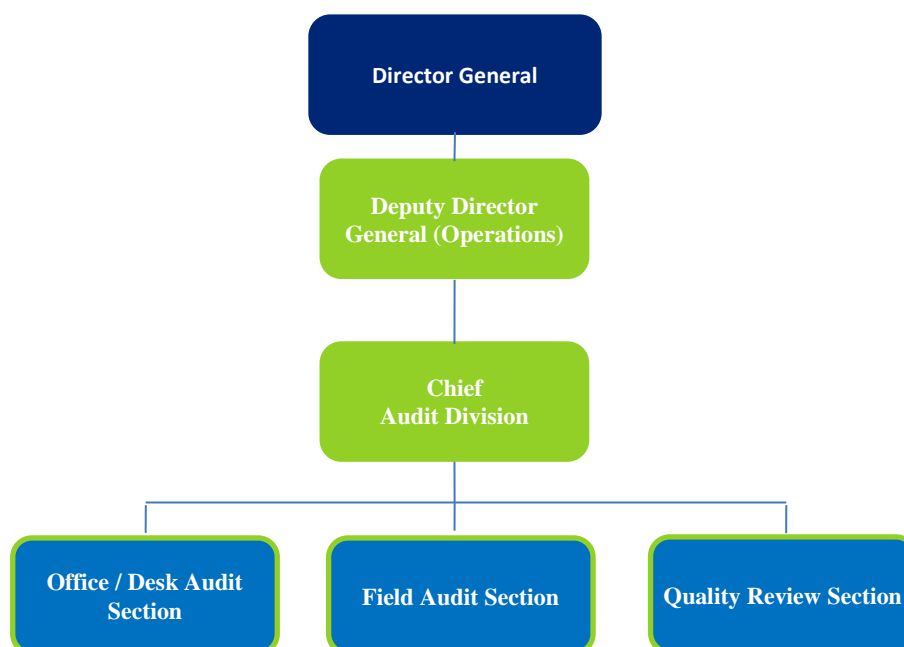 Director General
Deputy Director
General (Operations)
Chief
Audit Division
Office / Desk Audit
Section
Field Audit Section
Quality Review Section